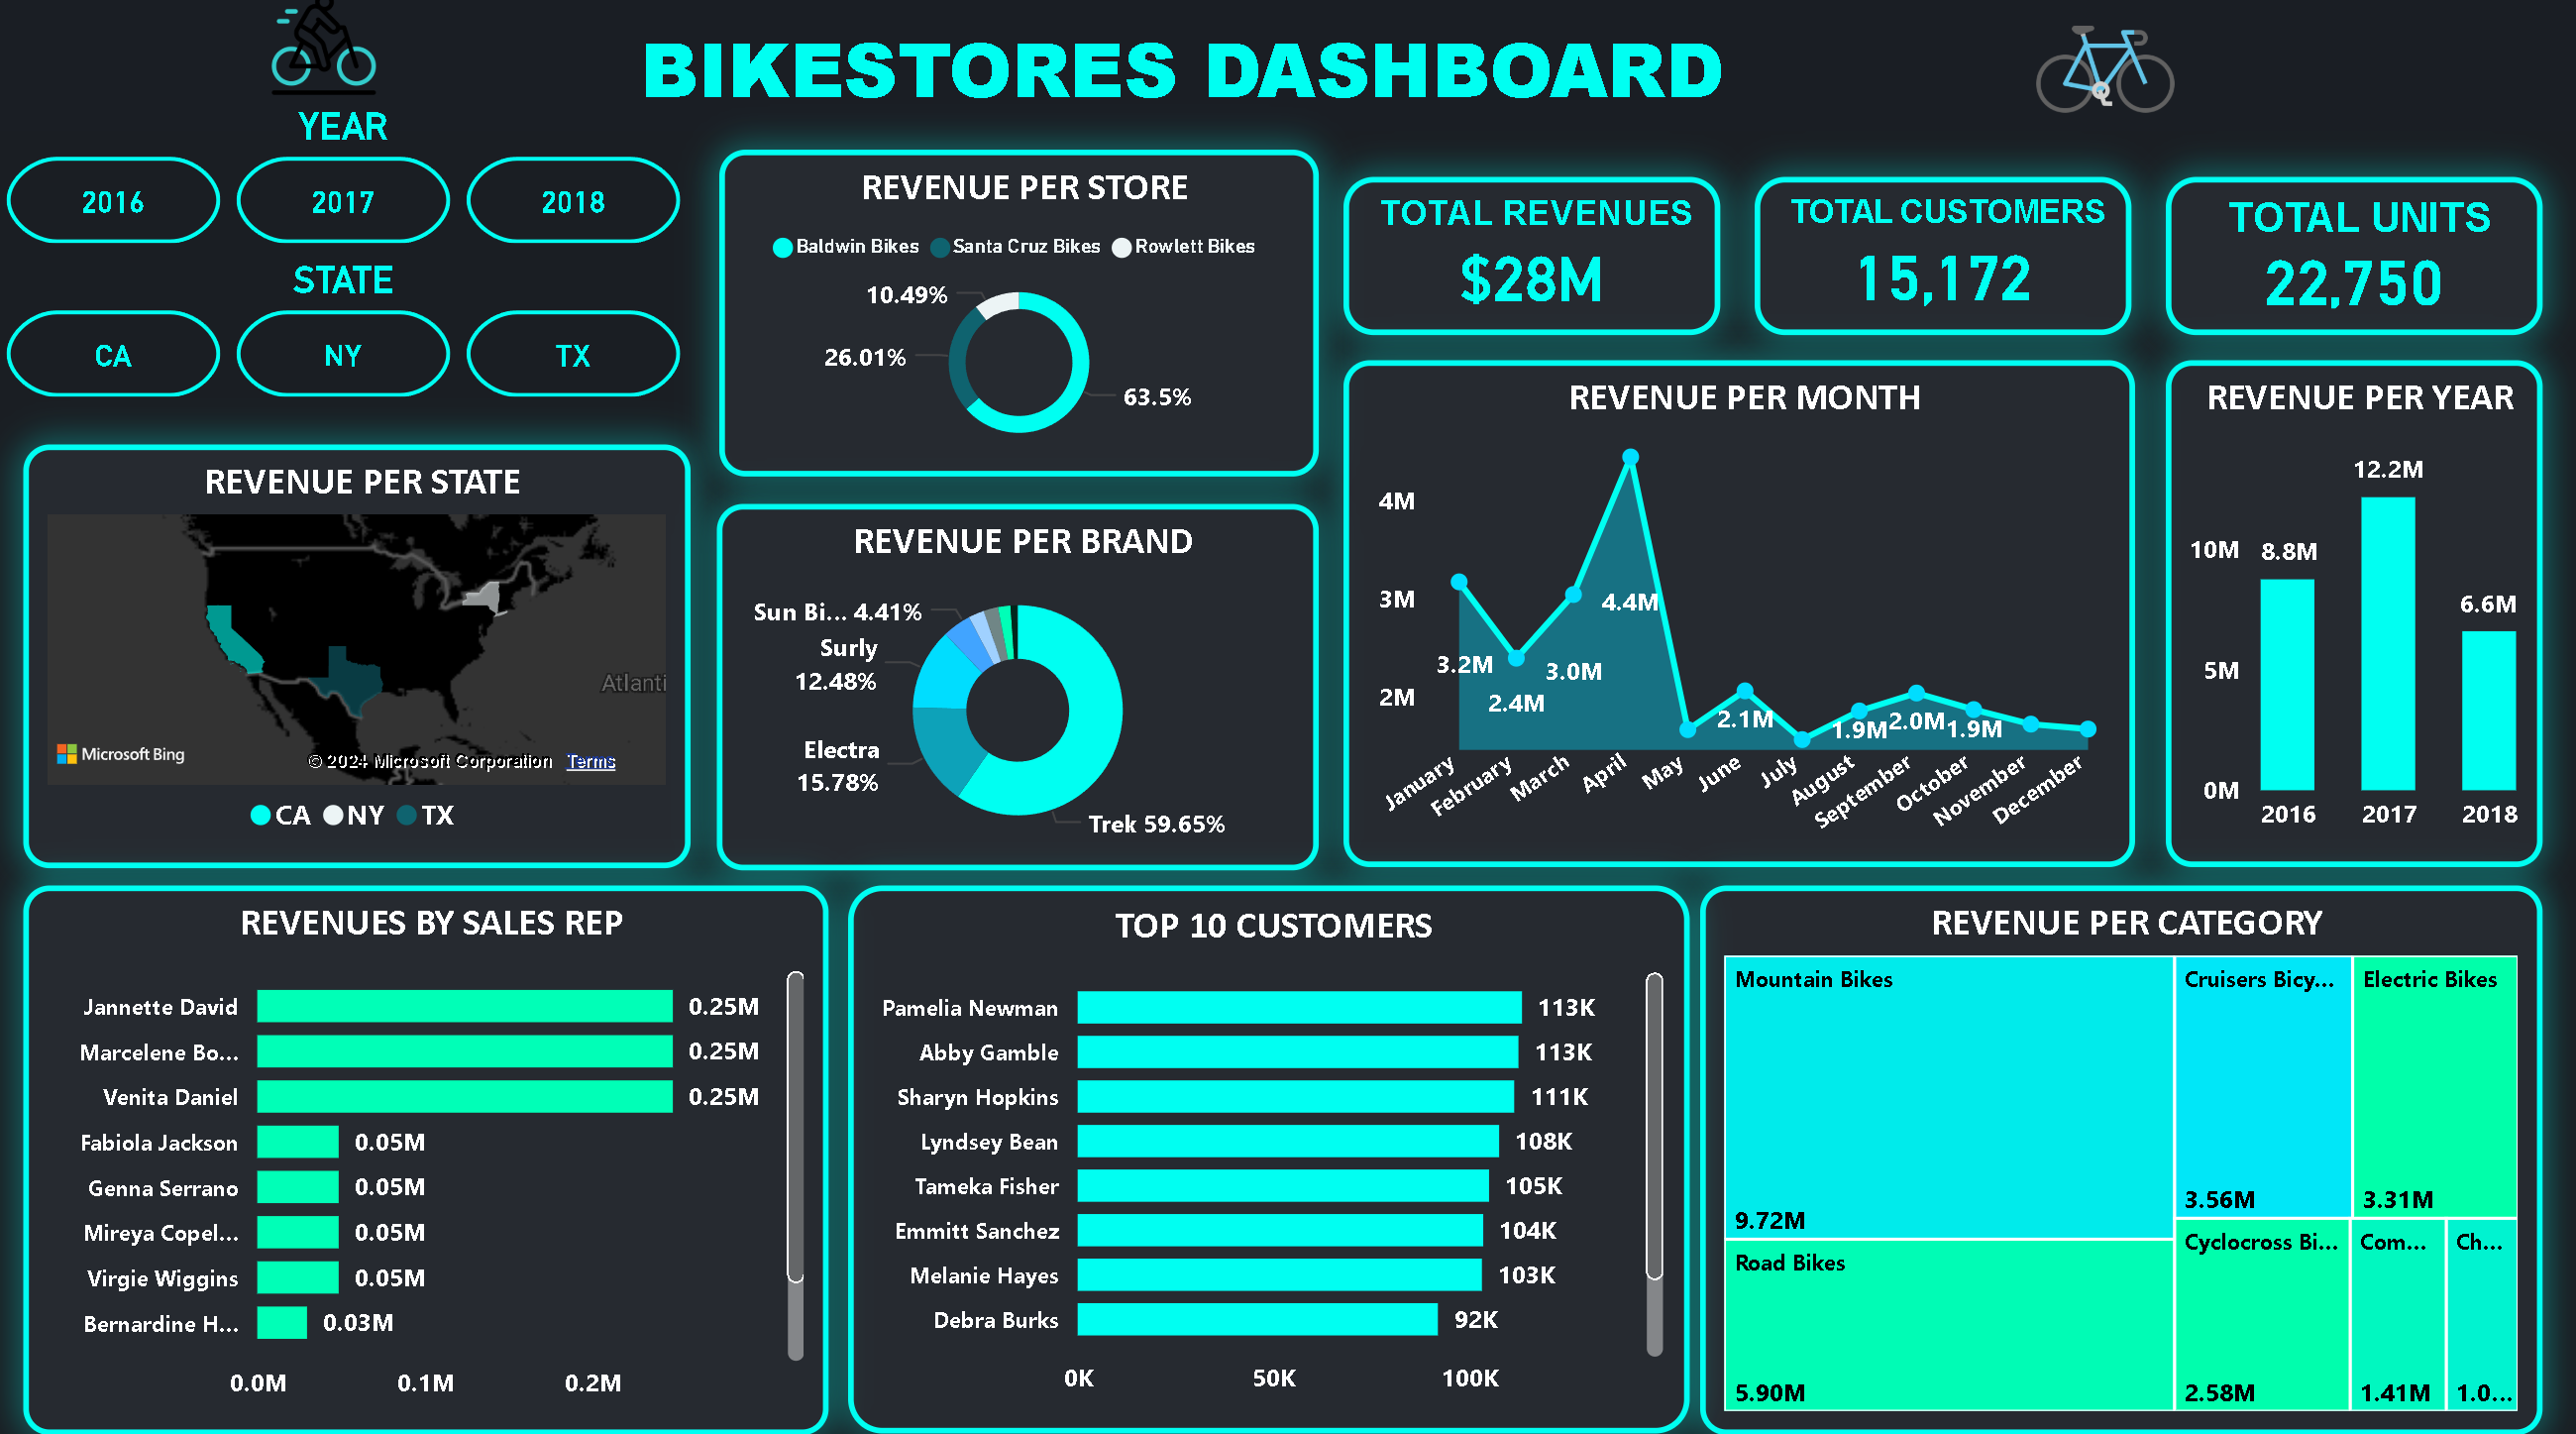 BIKESTORES DASHBOARD
YEAR
2016 2017 2018
STATE
CA NY TX
REVENUE PER STORE
Baldwin Bikes Santa Cruz Bikes Rowlett Bikes
10.49%
26.01%
63.5%
TOTAL REVENUES
$28M
TOTAL CUSTOMERS
15,172
TOTAL UNITS
22,750
REVENUE PER STATE
Atlanti
Microsoft Bing
© 2024 Microsoft Corporation Terms
CA NY TX
REVENUE PER BRAND
Sun Bi... 4.41%
Surly
12.48%
Electra
15.78%
Trek 59.65%
REVENUE PER MONTH
4M
3M
2M
3.2M
2.4M
3.0M
4.4M
2.1M
1.9M
2.0M
1.9M
January
February
March
April
May
June
July
August
September
October
November
December
REVENUE PER YEAR
12.2M
10M
8.8M
6.6M
5M
0M
2016 2017 2018
REVENUES BY SALES REP
Jannette David 0.25M
Marcelene Bo... 0.25M
Venita Daniel 0.25M
Fabiola Jackson 0.05M
Genna Serrano 0.05M
Mireya Copel... 0.05M
Virgie Wiggins 0.05M
Bernardine H... 0.03M
0.0M 0.1M 0.2M
TOP 10 CUSTOMERS
Pamelia Newman 113K
Abby Gamble 113K
Sharyn Hopkins 111K
Lyndsey Bean 108K
Tameka Fisher 105K
Emmitt Sanchez 104K
Melanie Hayes 103K
Debra Burks 92K
0K 50K 100K
REVENUE PER CATEGORY
Mountain Bikes
9.72M
Road Bikes
5.90M
Cruisers Bicy...
3.56M
Electric Bikes
3.31M
Cyclocross Bi...
2.58M
Com...
1.41M
Ch...
1.0...